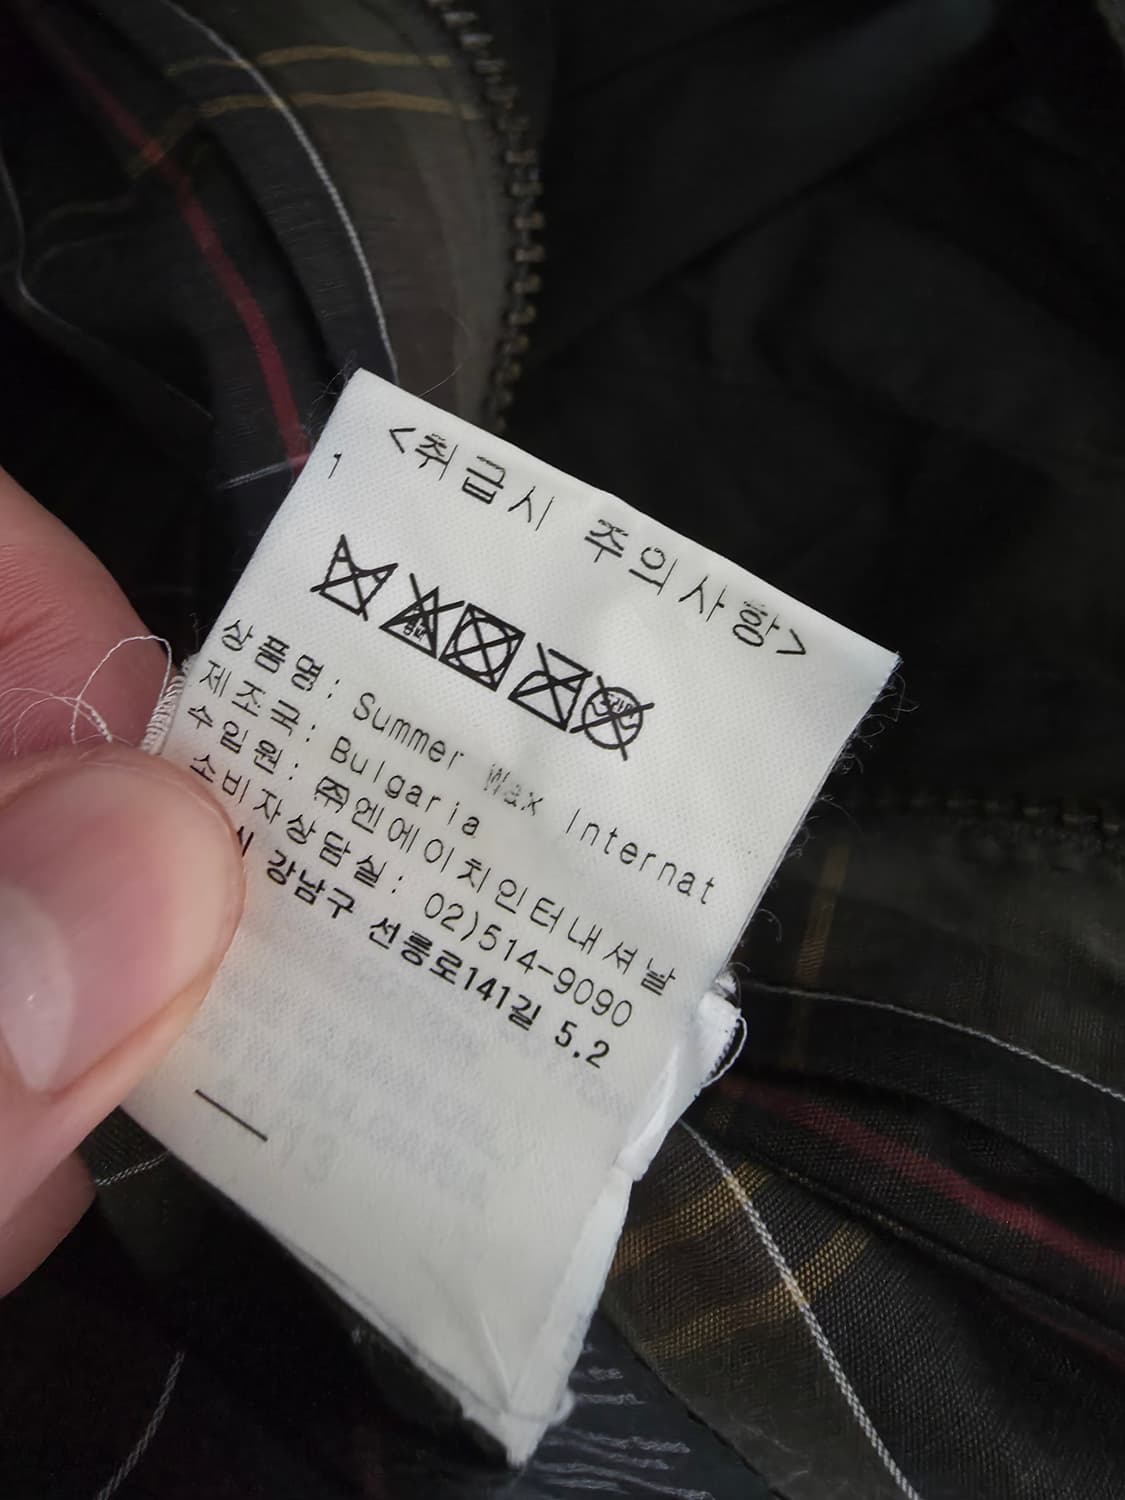 <취급시 주의사항>
1
상품명: Summer Wax Internat
제조국: Bulgaria
수입원: ㈜엔에이치인터내셔날
소비자상담실: 02)514-9090
시 강남구 선릉로141길 5.2